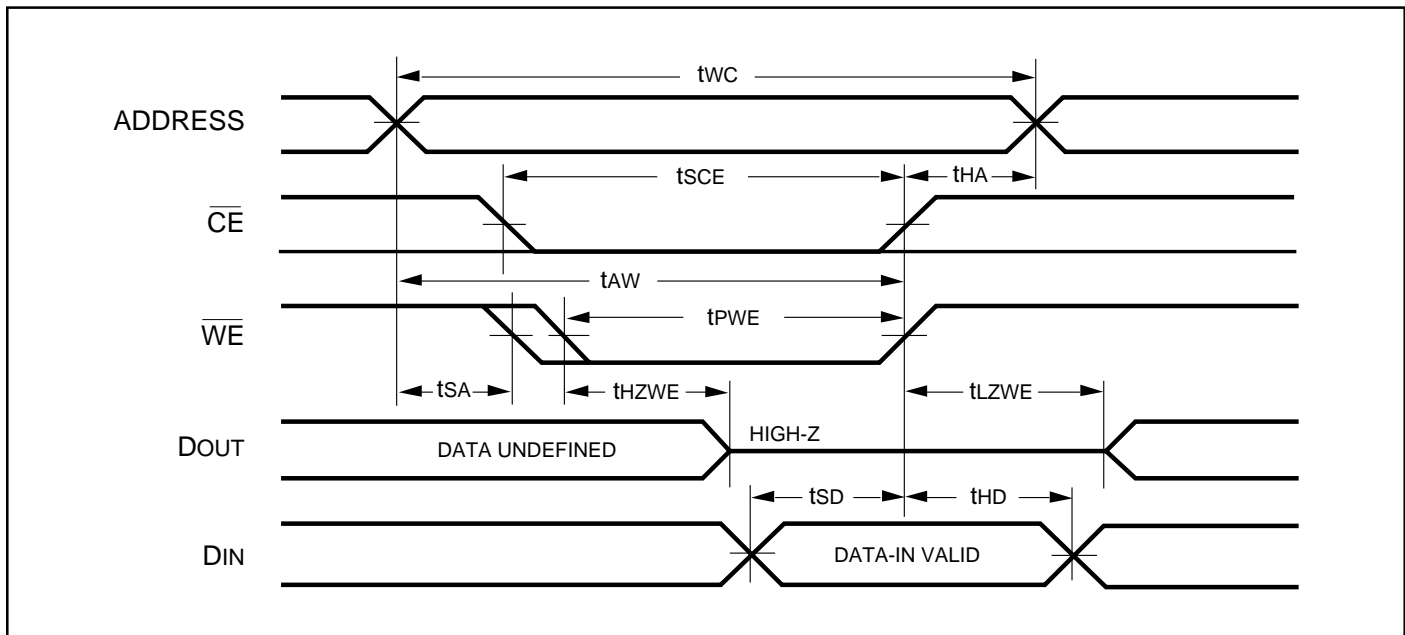 tWC
ADDRESS
tSCE
tHA
CE
tAW
WE
tPWE
tSA
tHZWE
tLZWE
DOUT
DATA UNDEFINED
HIGH-Z
tSD
tHD
DIN
DATA-IN VALID